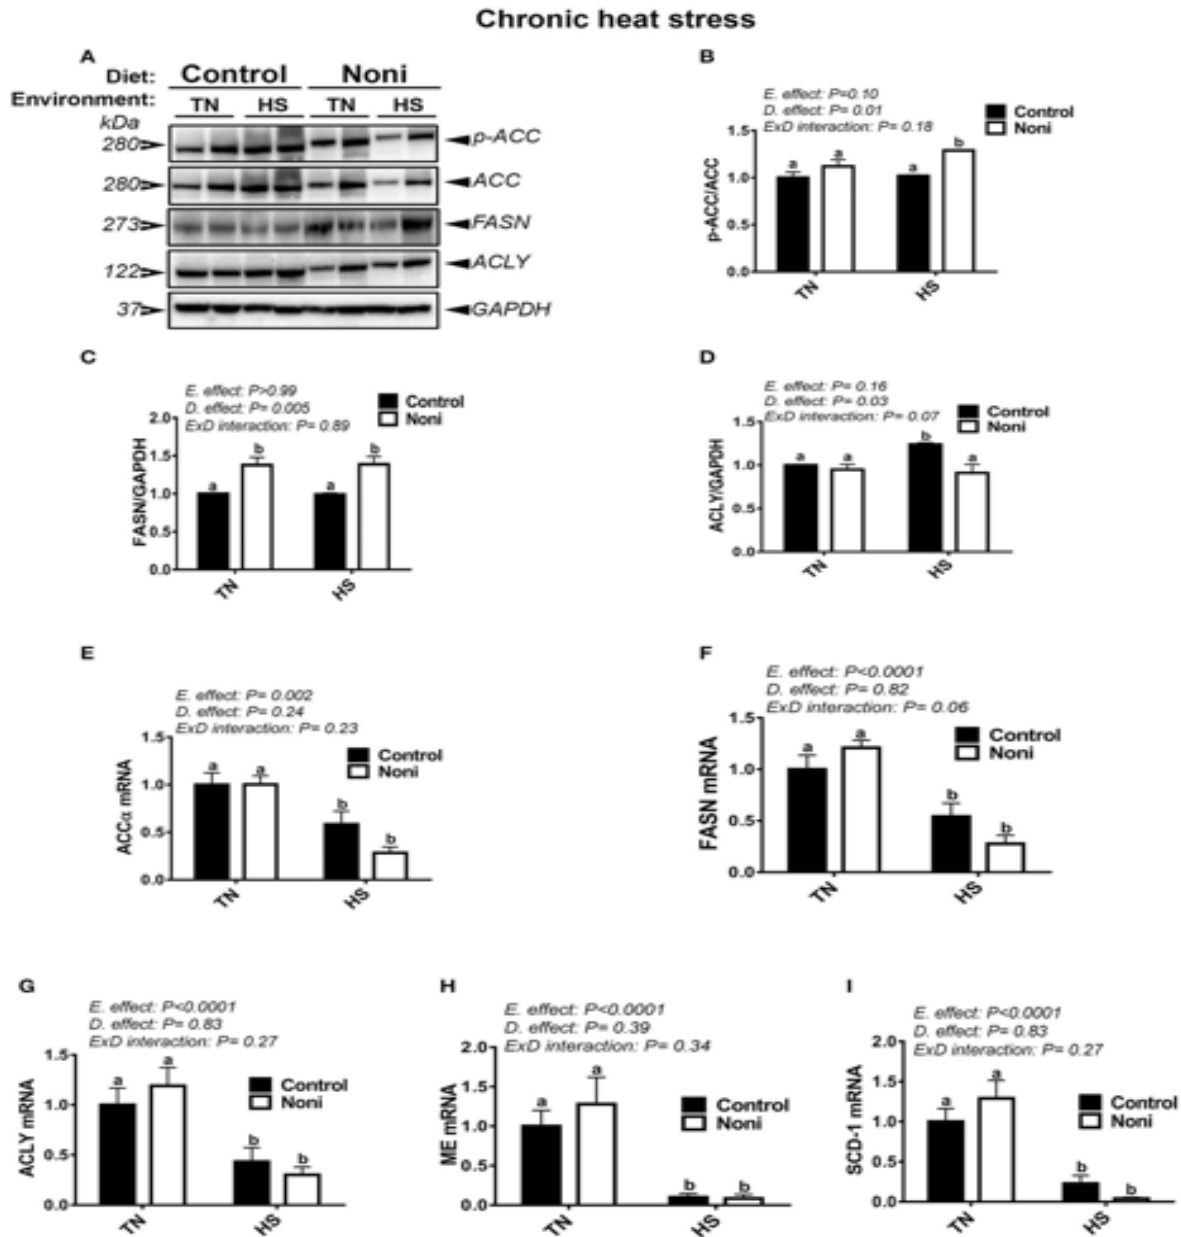 Chronic heat stress
A
Diet: Control Noni
Environment: TN HS TN HS
kDa
280 p-ACC
280 ACC
273 FASN
122 ACLY
37 GAPDH
B
E. effect: P=0.10
D. effect: P= 0.01
ExD interaction: P= 0.18
Control
Noni
p-ACC/ACC
1.5
1.0
0.5
0.0
a a a b
TN HS
C
E. effect: P>0.99
D. effect: P= 0.005
ExD interaction: P= 0.89
Control
Noni
FASN/GAPDH
2.0
1.5
1.0
0.5
0.0
a b a b
TN HS
D
E. effect: P= 0.16
D. effect: P= 0.03
ExD interaction: P= 0.07
Control
Noni
ACLY/GAPDH
1.5
1.0
0.5
0.0
a a b a
TN HS
E
E. effect: P= 0.002
D. effect: P= 0.24
ExD interaction: P= 0.23
Control
Noni
ACCα mRNA
1.5
1.0
0.5
0.0
a a b b
TN HS
F
E. effect: P<0.0001
D. effect: P= 0.82
ExD interaction: P= 0.06
Control
Noni
FASN mRNA
1.5
1.0
0.5
0.0
a a b b
TN HS
G
E. effect: P<0.0001
D. effect: P= 0.83
ExD interaction: P= 0.27
Control
Noni
ACLY mRNA
1.5
1.0
0.5
0.0
a a b b
TN HS
H
E. effect: P<0.0001
D. effect: P= 0.39
ExD interaction: P= 0.34
Control
Noni
ME mRNA
2.0
1.5
1.0
0.5
0.0
a a b b
TN HS
I
E. effect: P<0.0001
D. effect: P= 0.83
ExD interaction: P= 0.27
Control
Noni
SCD-1 mRNA
2.0
1.5
1.0
0.5
0.0
a a b b
TN HS